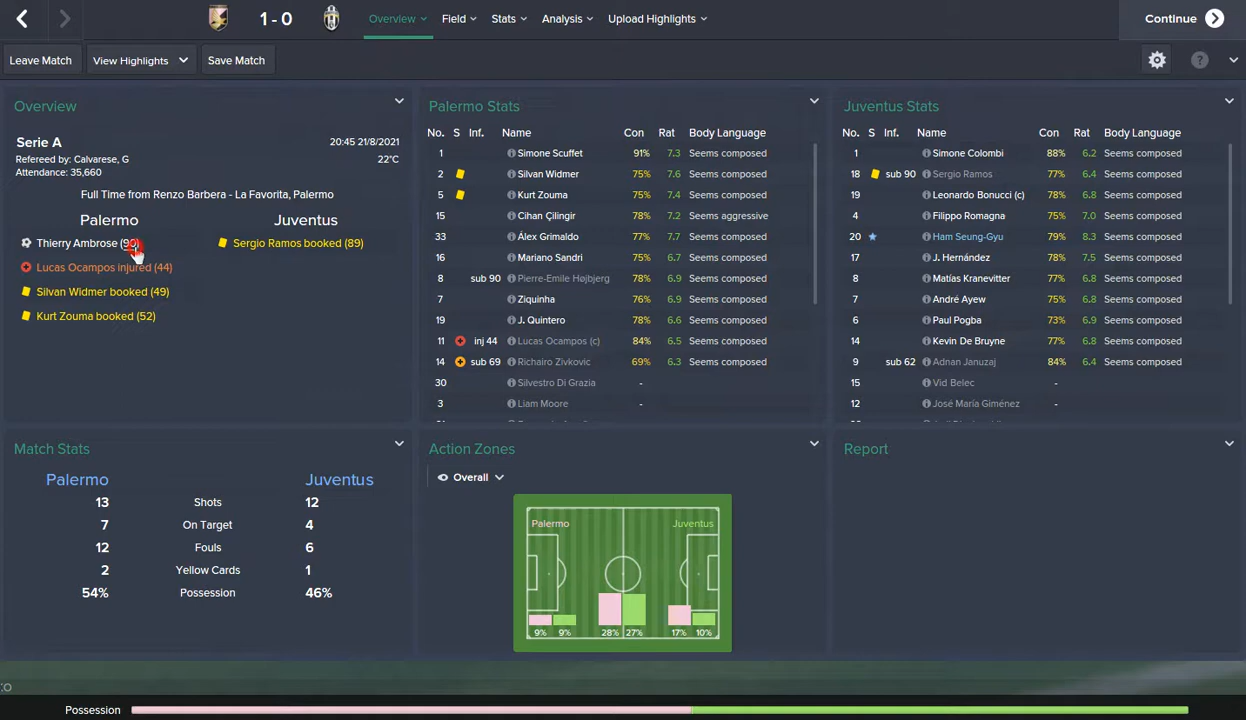 1 - 0
Overview
Field
Stats
Analysis
Upload Highlights
Continue
Leave Match
View Highlights
Save Match
?
Overview
Serie A
20:45 21/8/2021
Refereed by: Calvarese, G
22°C
Attendance: 35,660
Full Time from Renzo Barbera - La Favorita, Palermo
Palermo Juventus
Thierry Ambrose Sergio Ramos booked (89)
Lucas Ocampos injured (44)
Silvan Widmer booked (49)
Kurt Zouma booked (52)
Palermo Stats
No. S Inf. Name Con Rat Body Language
1 Simone Scuffet 91% 7.3 Seems composed
2 Silvan Widmer 75% 7.6 Seems composed
5 Kurt Zouma 75% 7.4 Seems composed
15 Cihan Çilingir 78% 7.2 Seems aggressive
33 Álex Grimaldo 77% 7.7 Seems composed
16 Mariano Sandri 75% 7.6 Seems composed
8 sub 90 Pierre-Emile Højbjerg 78% 6.9 Seems composed
7 Ziquinha 76% 6.9 Seems composed
19 J. Quintero 78% 6.6 Seems composed
11 inj 44 Lucas Ocampos (c) 84% 6.5 Seems composed
14 sub 69 Richairo Zivkovic 69% 6.3 Seems composed
30 Silvestro Di Grazia -
3 Liam Moore -
Juventus Stats
No. S Inf. Name Con Rat Body Language
1 Simone Colombi 88% 6.2 Seems composed
18 sub 90 Sergio Ramos 77% 6.4 Seems composed
19 Leonardo Bonucci (c) 78% 6.8 Seems composed
4 Filippo Romagna 75% 7.0 Seems composed
20 Ham Seung-Gyu 79% 8.3 Seems composed
17 J. Hernández 78% 7.5 Seems composed
8 Matías Kranevitter 78% 6.8 Seems composed
7 André Ayew 75% 6.8 Seems composed
6 Paul Pogba 73% 6.9 Seems composed
14 Kevin De Bruyne 77% 6.8 Seems composed
9 sub 62 Adnan Januzaj 84% 6.4 Seems composed
15 Vid Belec -
12 José María Giménez -
Match Stats
Palermo Juventus
13 Shots 12
7 On Target 4
12 Fouls 6
2 Yellow Cards 1
54% Possession 46%
Action Zones
Overall
Palermo Juventus
9% 9% 28% 27% 17% 10%
Report
Possession